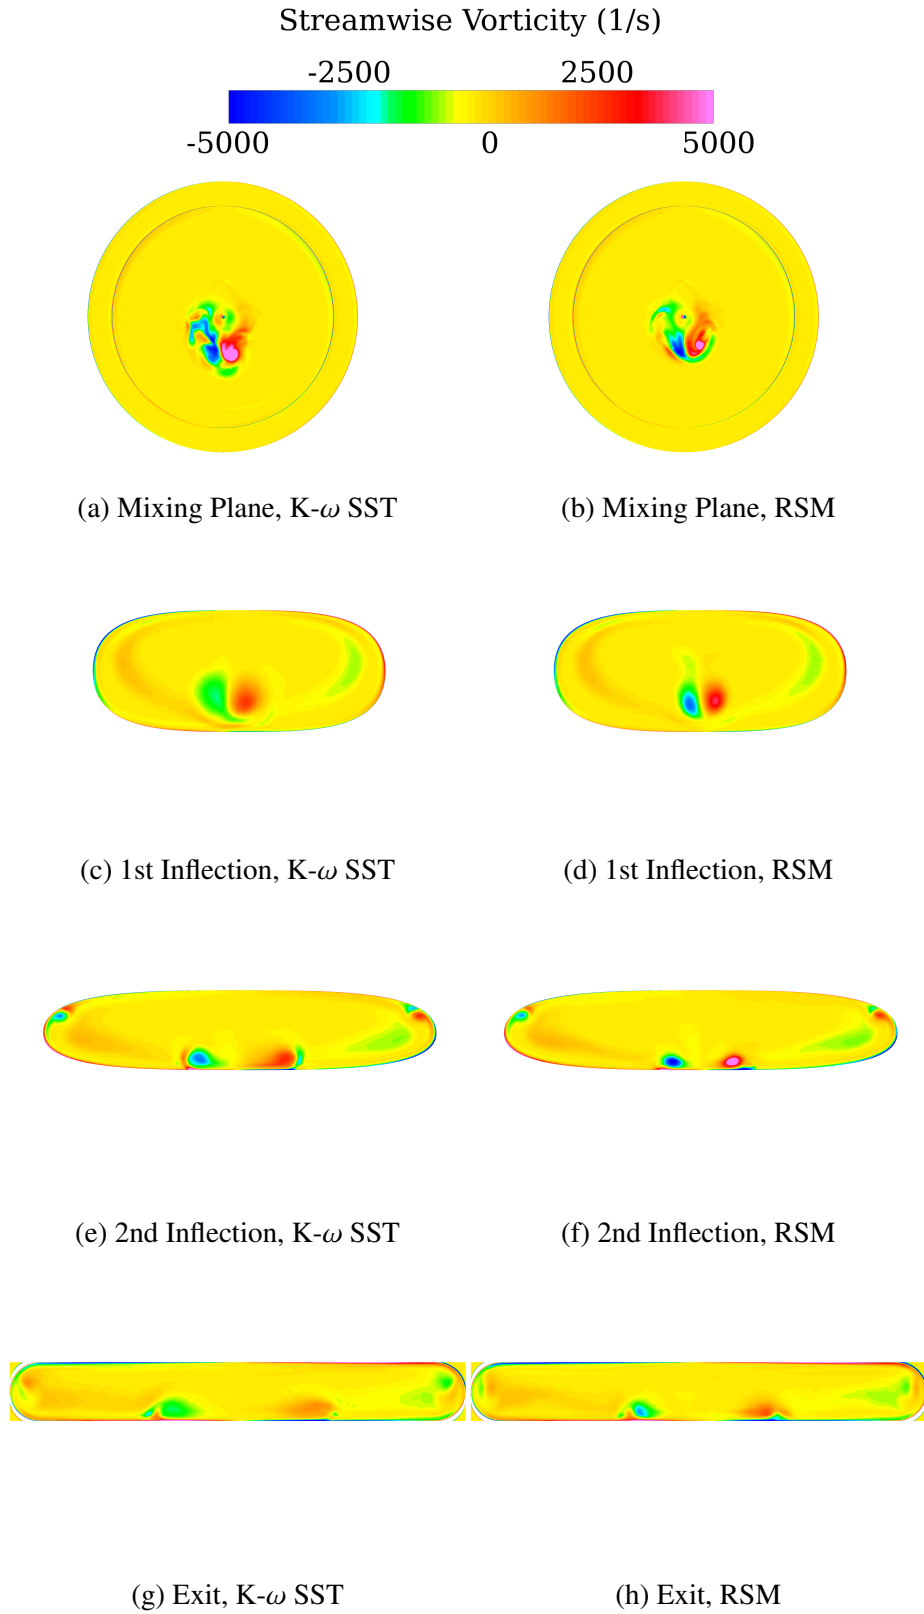 Streamwise Vorticity (1/s)
-2500 2500
-5000 0 5000
(a) Mixing Plane, K-ω SST
(b) Mixing Plane, RSM
(c) 1st Inflection, K-ω SST
(d) 1st Inflection, RSM
(e) 2nd Inflection, K-ω SST
(f) 2nd Inflection, RSM
(g) Exit, K-ω SST
(h) Exit, RSM